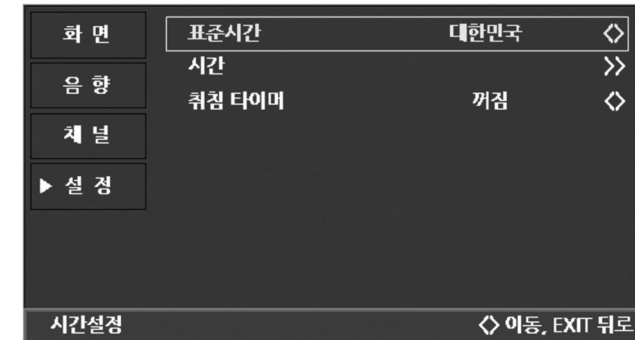 화 면
음 향
채 널
▶ 설 정
표준시간 대한민국 <>
시간 >>
취침 타이머 꺼짐 <>
시간설정 <> 이동, EXIT 뒤로